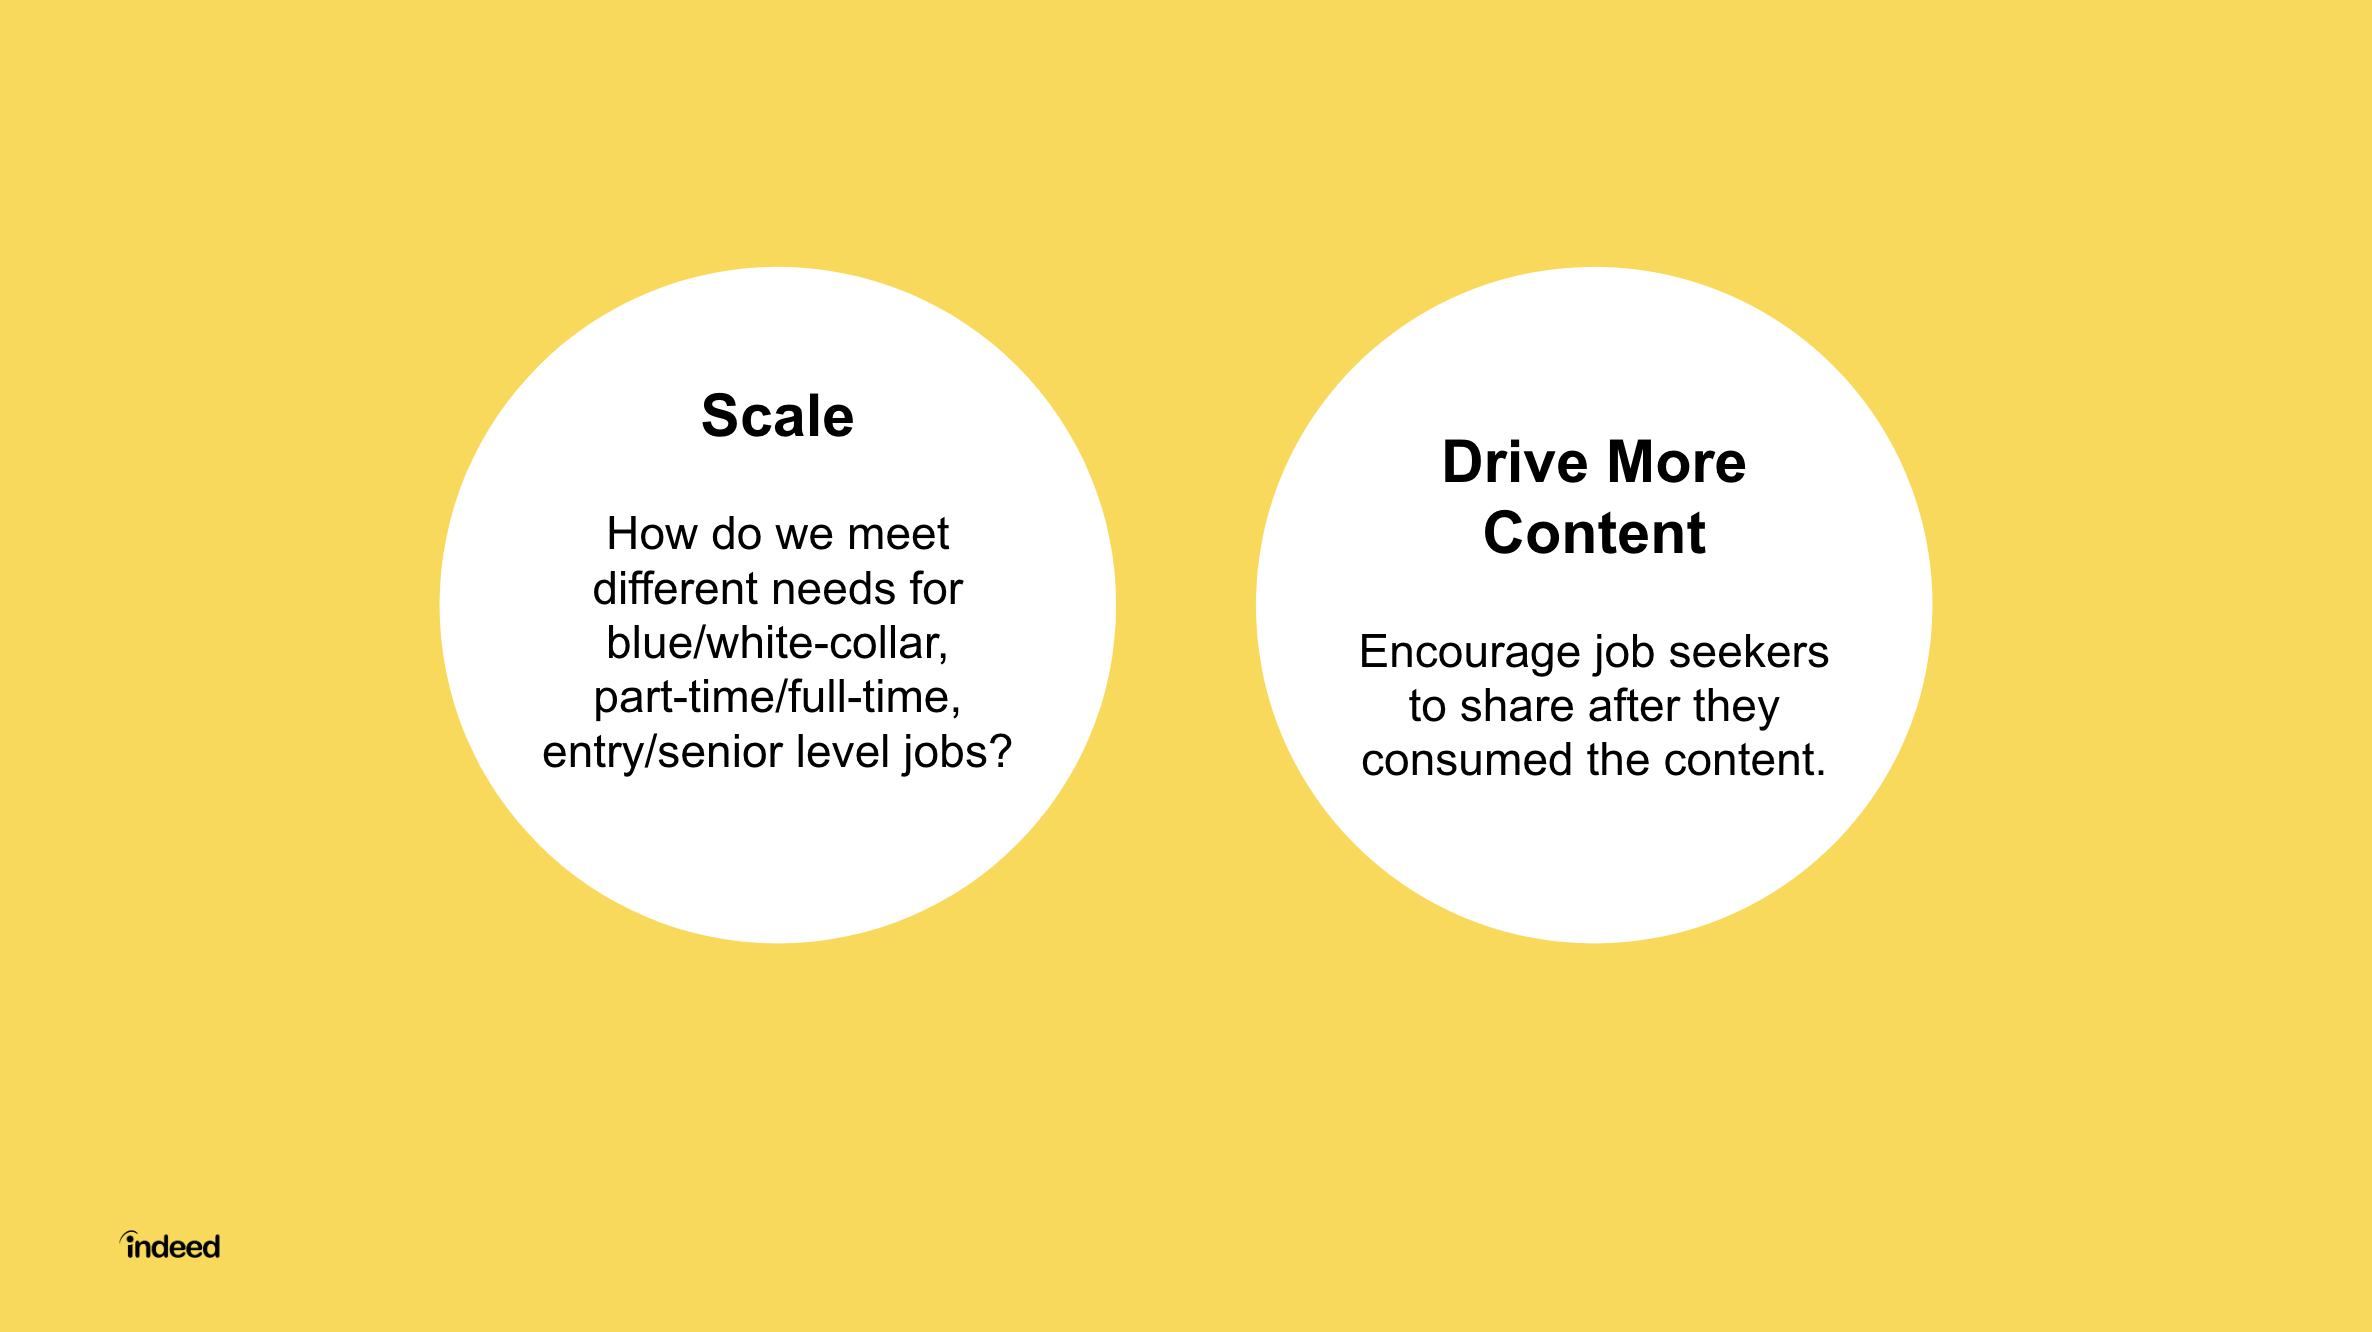 Scale
How do we meet
different needs for
blue/white-collar,
part-time/full-time,
entry/senior level jobs?
Drive More
Content
Encourage job seekers
to share after they
consumed the content.
indeed